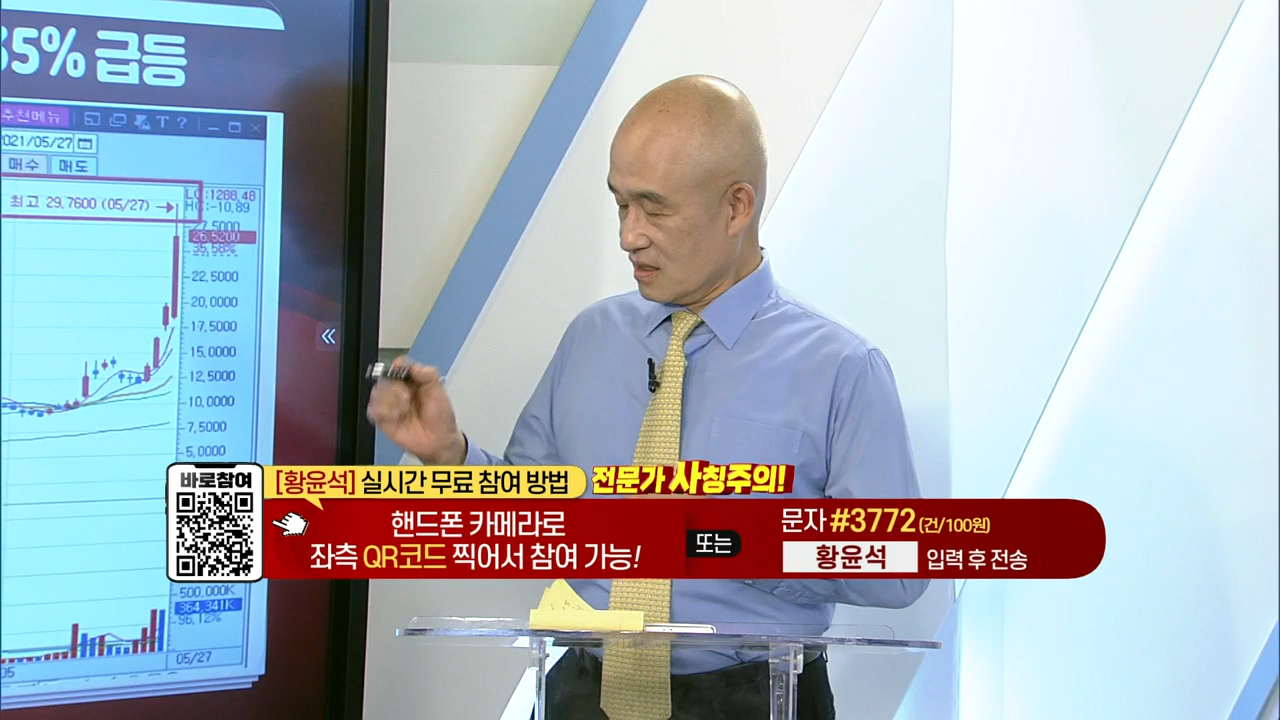 5% 급등
추천메뉴
2021/05/27
매수 매도
최고 29,7600 (05/27) →
LC:1288,48
HC:-10,89
27,5000
26,5200
35,58%
22,5000
20,0000
17,5000
15,0000
12,5000
10,0000
7,5000
5,0000
500,000K
364,341K
96,12%
05/27
05
바로참여
[황윤석] 실시간 무료 참여 방법
전문가 사칭주의!
핸드폰 카메라로
좌측 QR코드 찍어서 참여 가능!
또는
문자 #3772 (건/100원)
황윤석 입력 후 전송